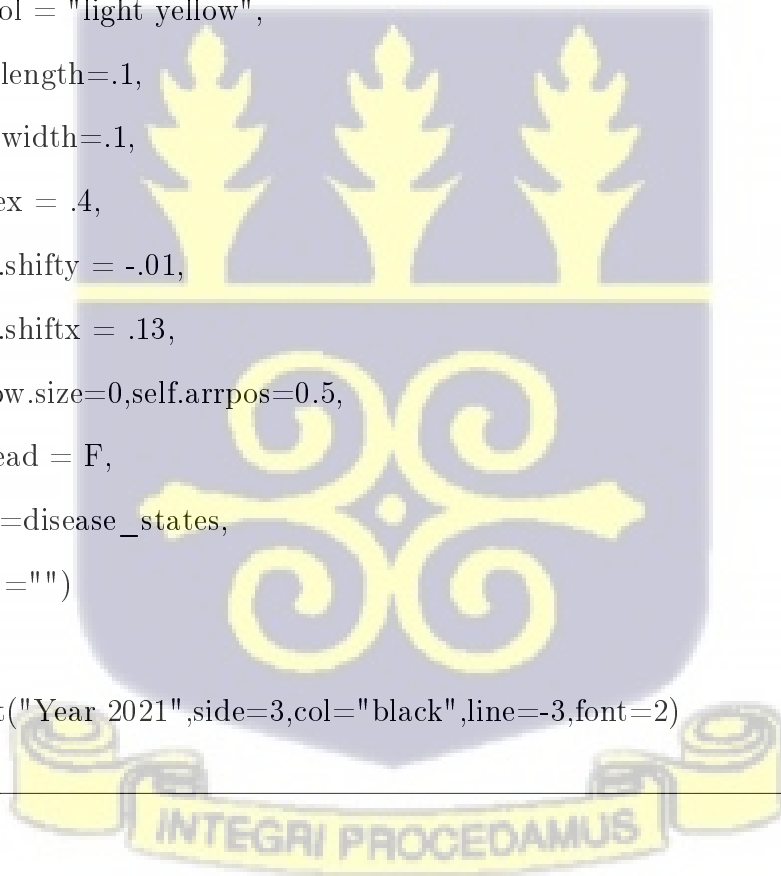 ol = "light yellow",
length=.1,
width=.1,
ex = .4,
.shifty = -.01,
.shiftx = .13,
ow.size=0,self.arrpos=0.5,
ead = F,
=disease_states,
="")
t("Year 2021",side=3,col="black",line=-3,font=2)
INTEGRI PROCEDAMUS